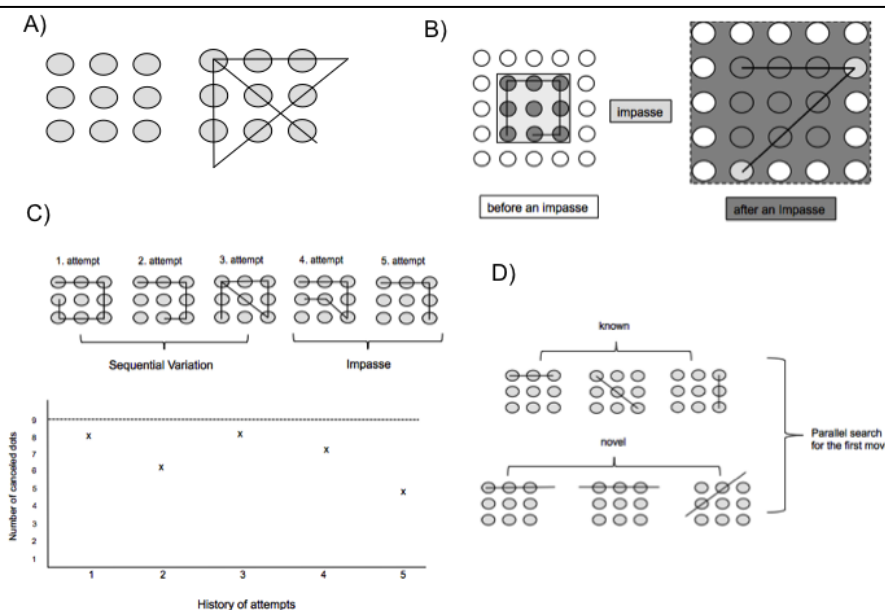 A)
B)
impasse
before an impasse
after an Impasse
C)
1. attempt
2. attempt
3. attempt
4. attempt
5. attempt
Sequential Variation
Impasse
Number of canceled dots
9
8
7
6
5
4
3
2
1
1
2
3
4
5
x
x
x
x
x
History of attempts
D)
known
novel
Parallel search
for the first mov